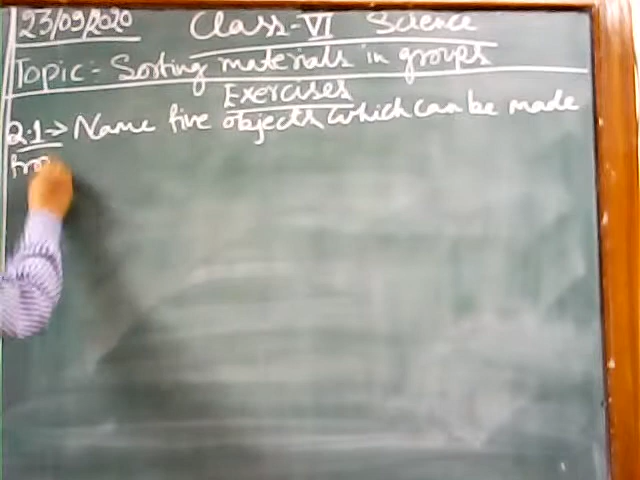 23/09/2020 Class-VI Science
Topic:- Sorting materials in groups
Exercises
Q.1→ Name five objects which can be made
fro